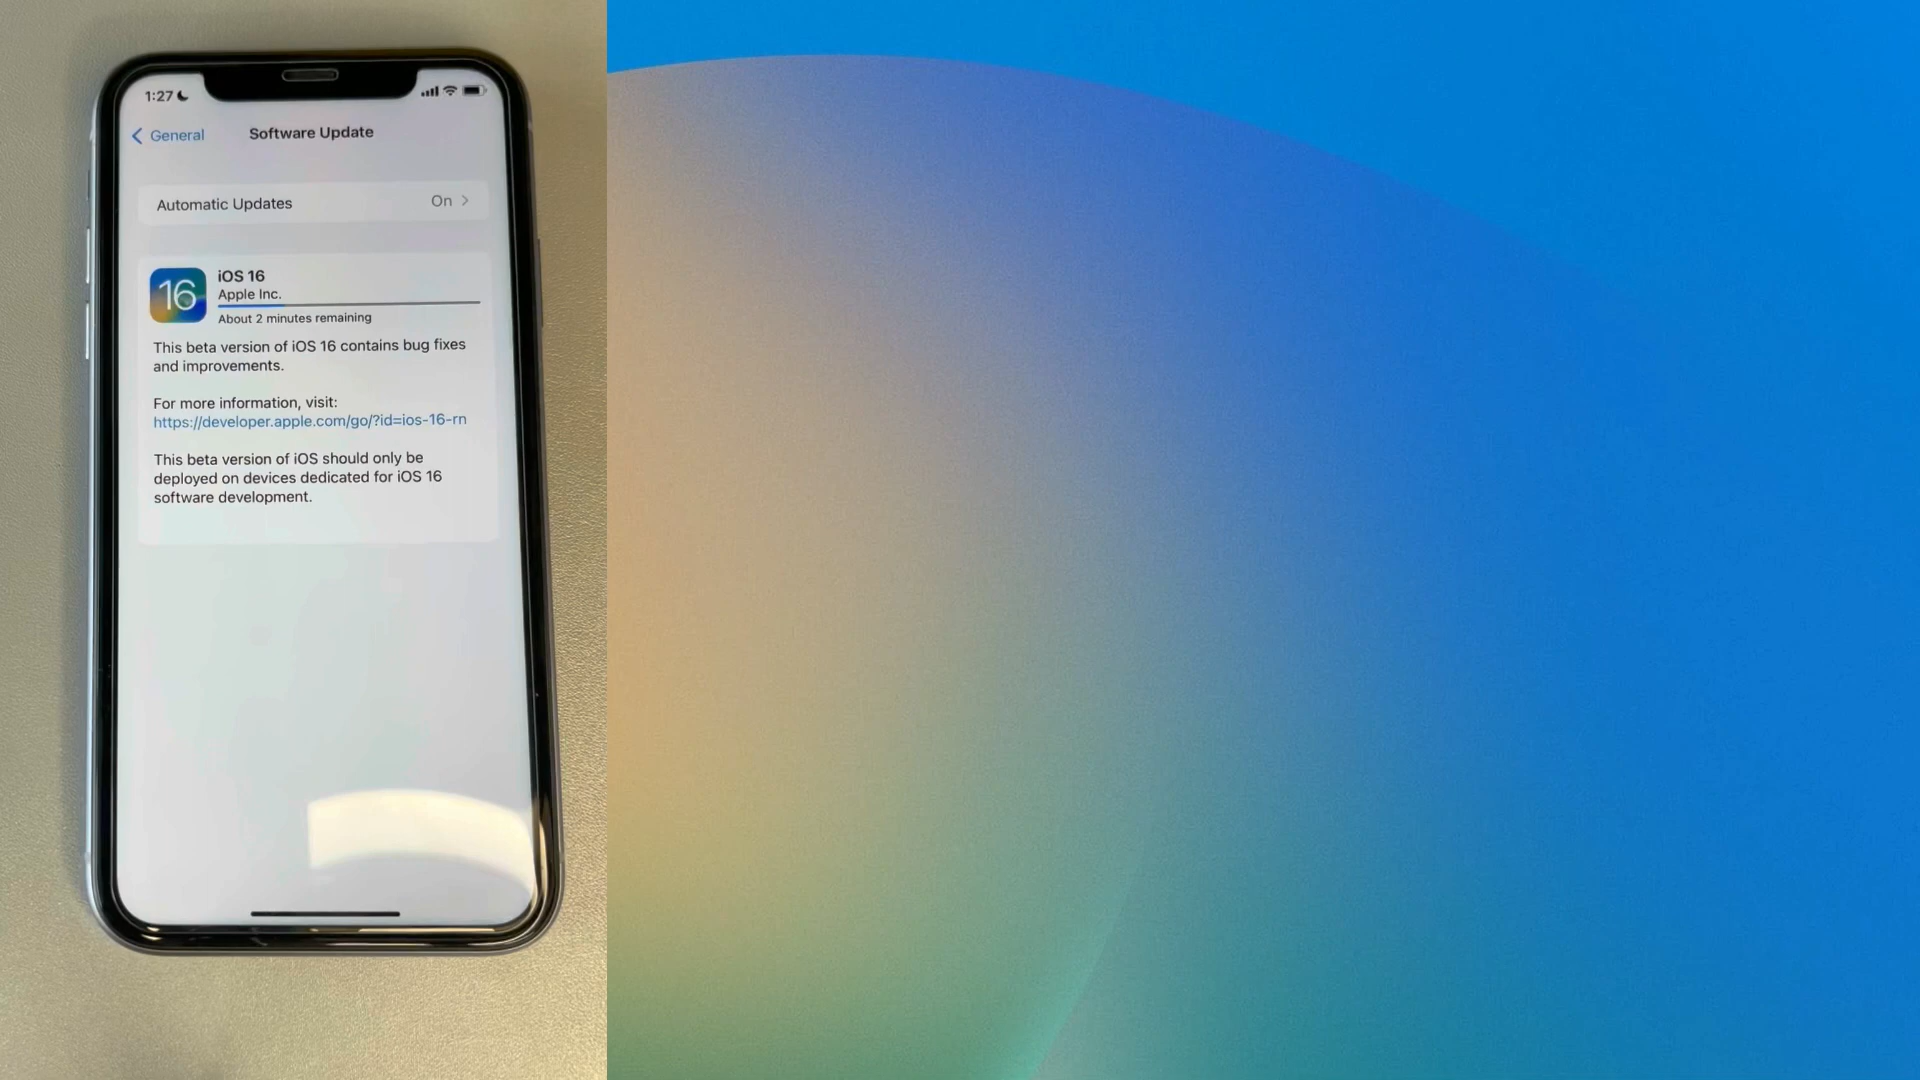 1:27
General
Software Update
Automatic Updates
On
16
iOS 16
Apple Inc.
About 2 minutes remaining
This beta version of iOS 16 contains bug fixes
and improvements.
For more information, visit:
https://developer.apple.com/go/?id=ios-16-rn
This beta version of iOS should only be
deployed on devices dedicated for iOS 16
software development.